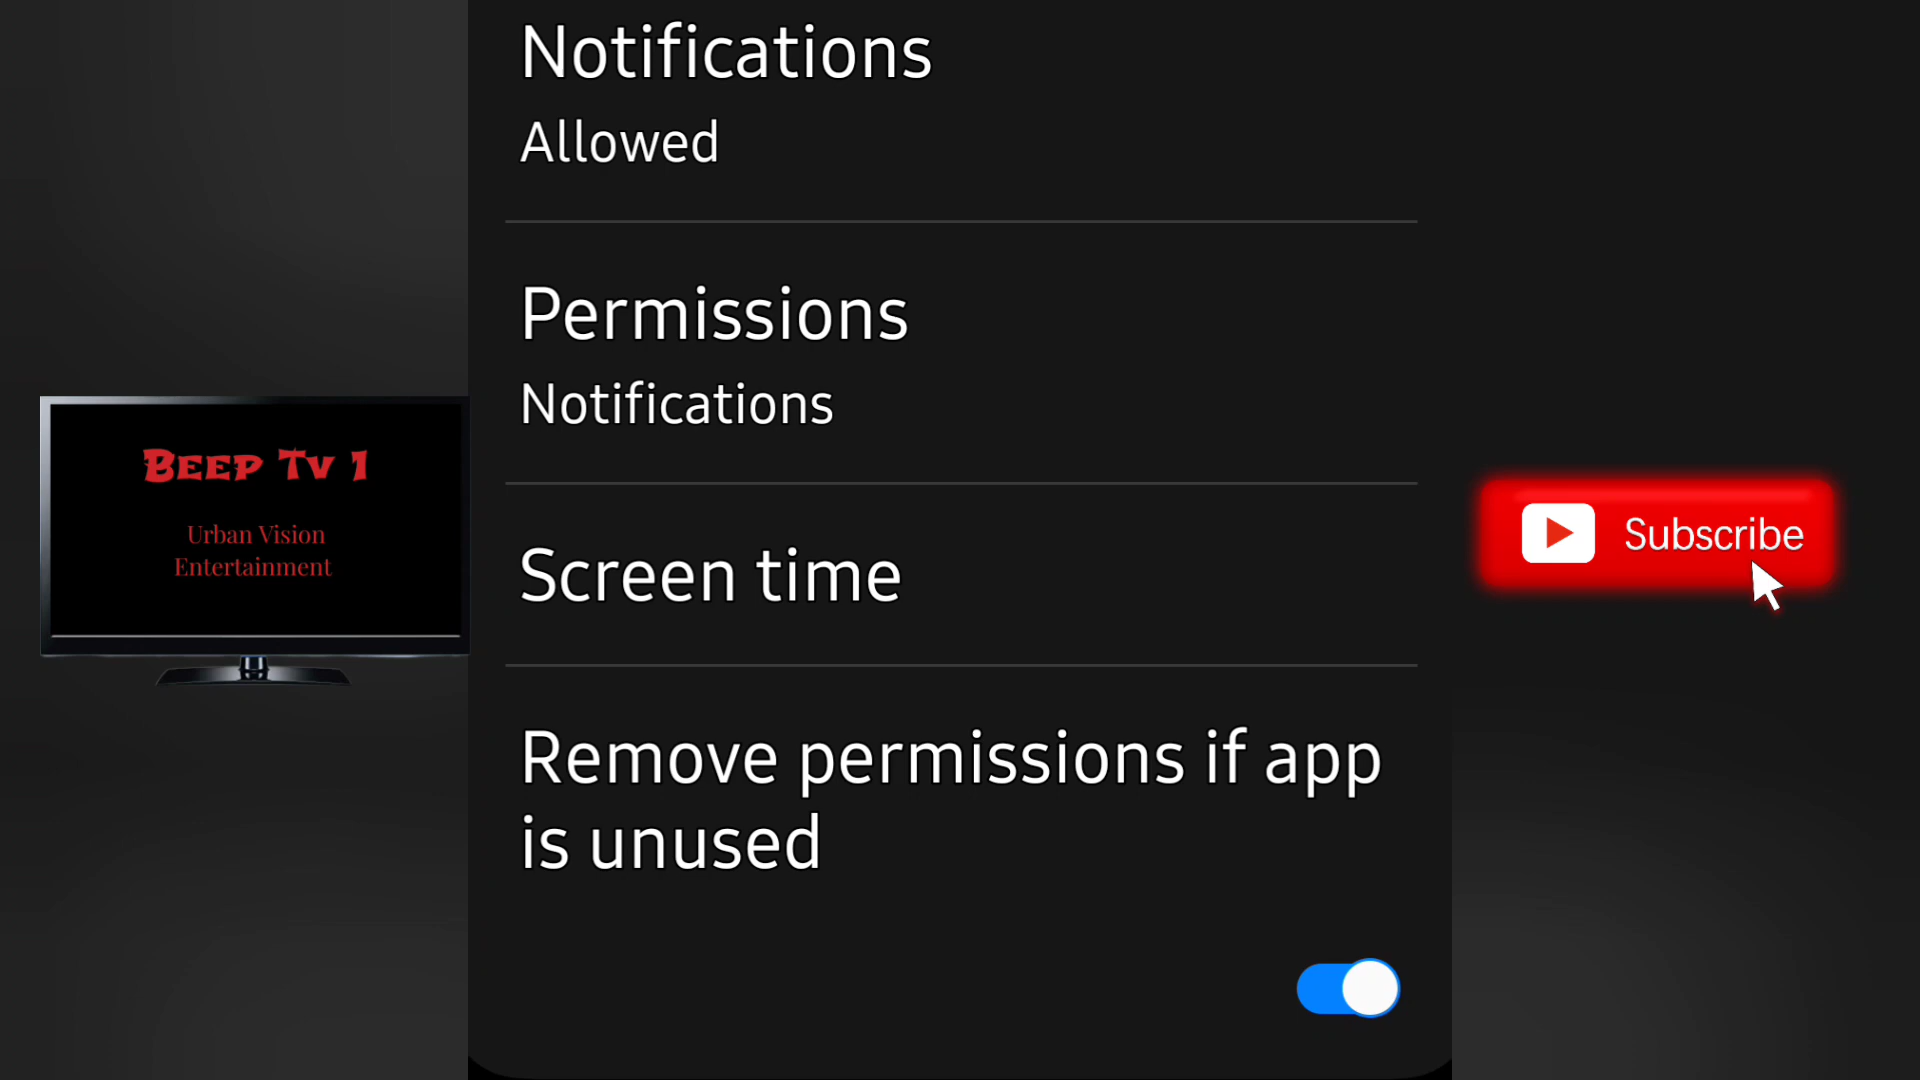 Notifications
Allowed
Permissions
Notifications
Beep Tv 1
Urban Vision
Entertainment
Subscribe
Screen time
Remove permissions if app
is unused